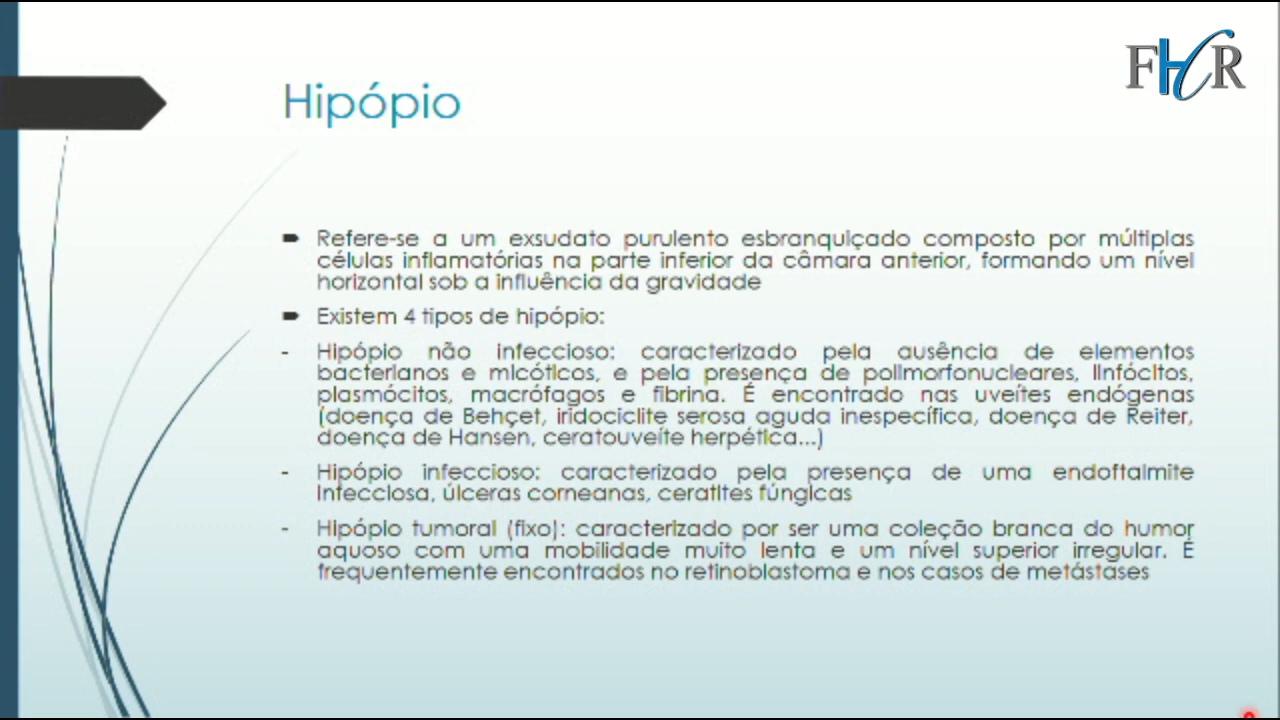 FHCR
Hipópio
Refere-se a um exsudato purulento esbranquiçado composto por múltiplas
células inflamatórias na parte inferior da câmara anterior, formando um nível
horizontal sob a influência da gravidade
Existem 4 tipos de hipópio:
- Hipópio não infeccioso: caracterizado pela ausência de elementos
bacterianos e micóticos, e pela presença de polimorfonucleares, linfócitos,
plasmócitos, macrófagos e fibrina. É encontrado nas uveítes endógenas
(doença de Behçet, iridociclite serosa aguda inespecífica, doença de Reiter,
doença de Hansen, ceratouveíte herpética...)
- Hipópio infeccioso: caracterizado pela presença de uma endoftalmite
infecciosa, úlceras corneanas, ceratites fúngicas
- Hipópio tumoral (fixo): caracterizado por ser uma coleção branca do humor
aquoso com uma mobilidade muito lenta e um nível superior irregular. É
frequentemente encontrados no retinoblastoma e nos casos de metástases